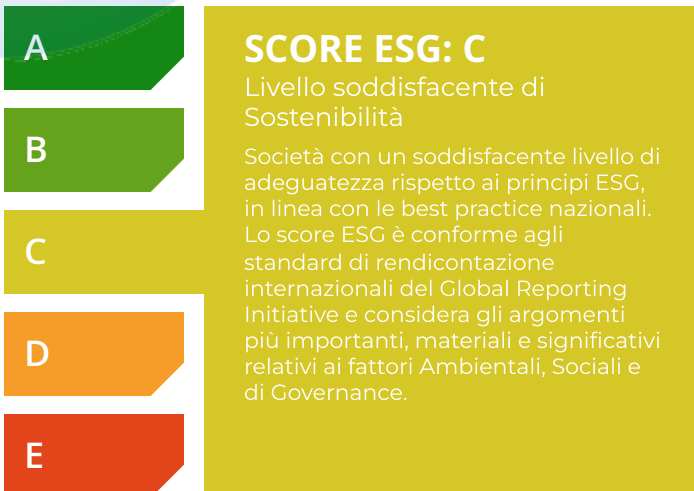 A
B
C
D
E
SCORE ESG: C
Livello soddisfacente di
Sostenibilità
Società con un soddisfacente livello di
adeguatezza rispetto ai principi ESG,
in linea con le best practice nazionali.
Lo score ESG è conforme agli
standard di rendicontazione
internazionali del Global Reporting
Initiative e considera gli argomenti
più importanti, materiali e significativi
relativi ai fattori Ambientali, Sociali e
di Governance.